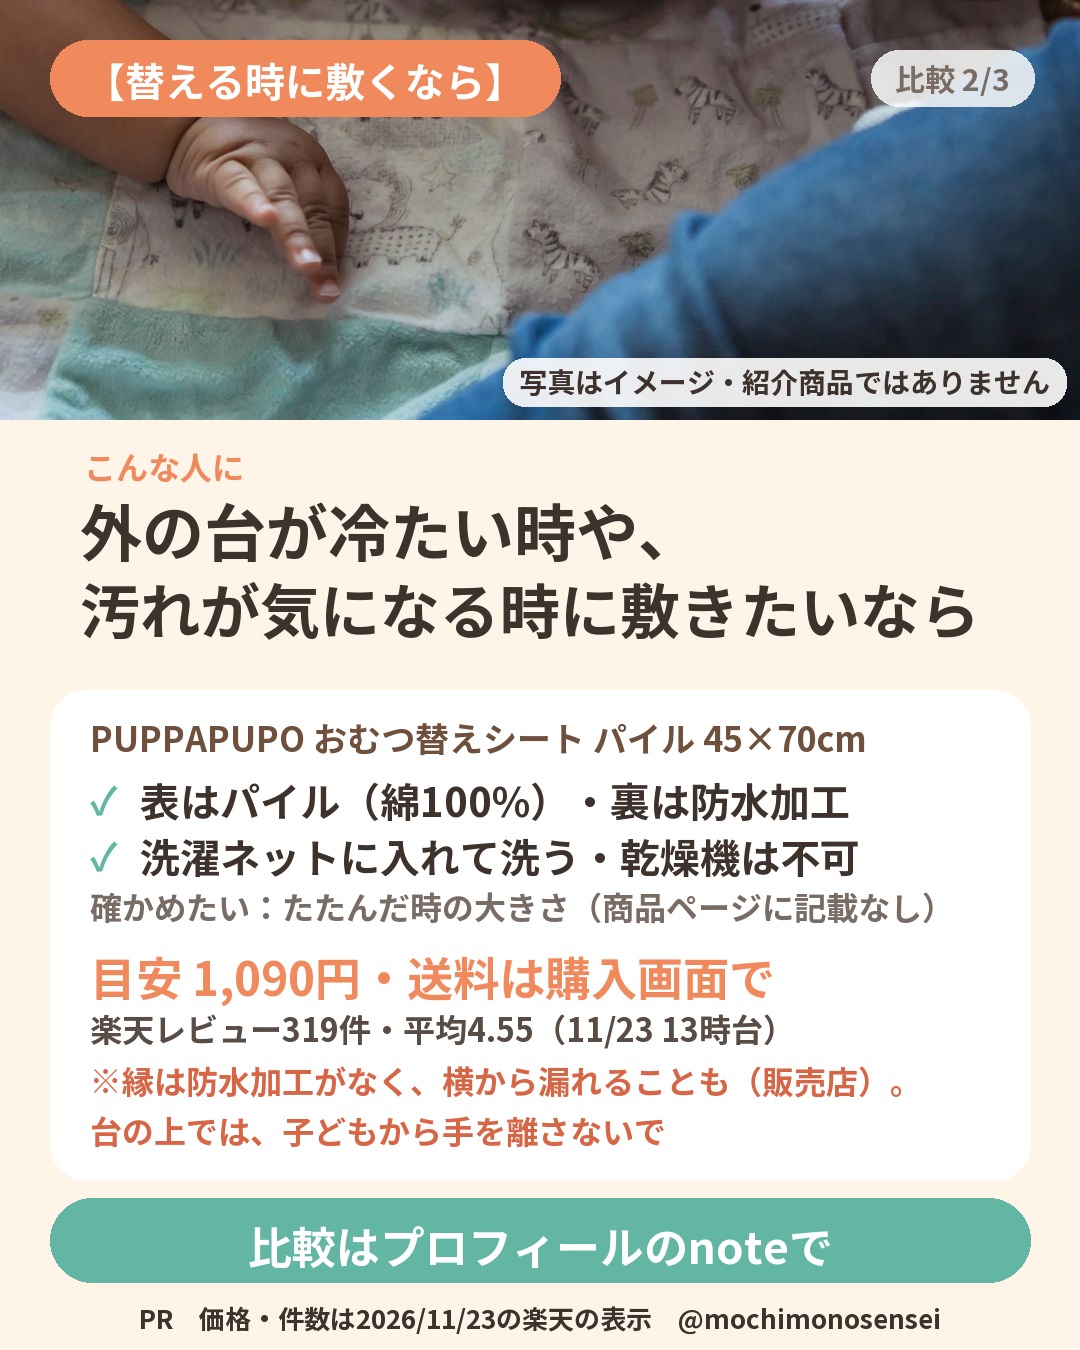 【替える時に敷くなら】
比較 2/3
写真はイメージ・紹介商品ではありません
こんな人に
外の台が冷たい時や、
汚れが気になる時に敷きたいなら
PUPPAPUPO おむつ替えシート パイル 45×70cm
✓ 表はパイル（綿100%）・裏は防水加工
✓ 洗濯ネットに入れて洗う・乾燥機は不可
確かめたい：たたんだ時の大きさ（商品ページに記載なし）
目安 1,090円・送料は購入画面で
楽天レビュー319件・平均4.55（11/23 13時台）
※縁は防水加工がなく、横から漏れることも（販売店）。
台の上では、子どもから手を離さないで
比較はプロフィールのnoteで
PR　価格・件数は2026/11/23の楽天の表示　@mochimonosensei